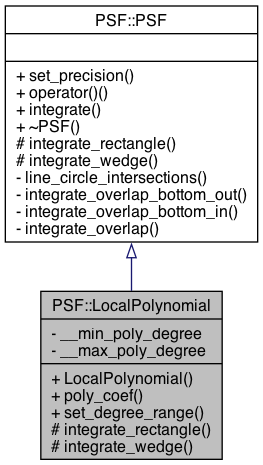 PSF::PSF
+ set_precision()
+ operator()()
+ integrate()
+ ~PSF()
# integrate_rectangle()
# integrate_wedge()
- line_circle_intersections()
- integrate_overlap_bottom_out()
- integrate_overlap_bottom_in()
- integrate_overlap()
PSF::LocalPolynomial
- __min_poly_degree
- __max_poly_degree
+ LocalPolynomial()
+ poly_coef()
+ set_degree_range()
# integrate_rectangle()
# integrate_wedge()